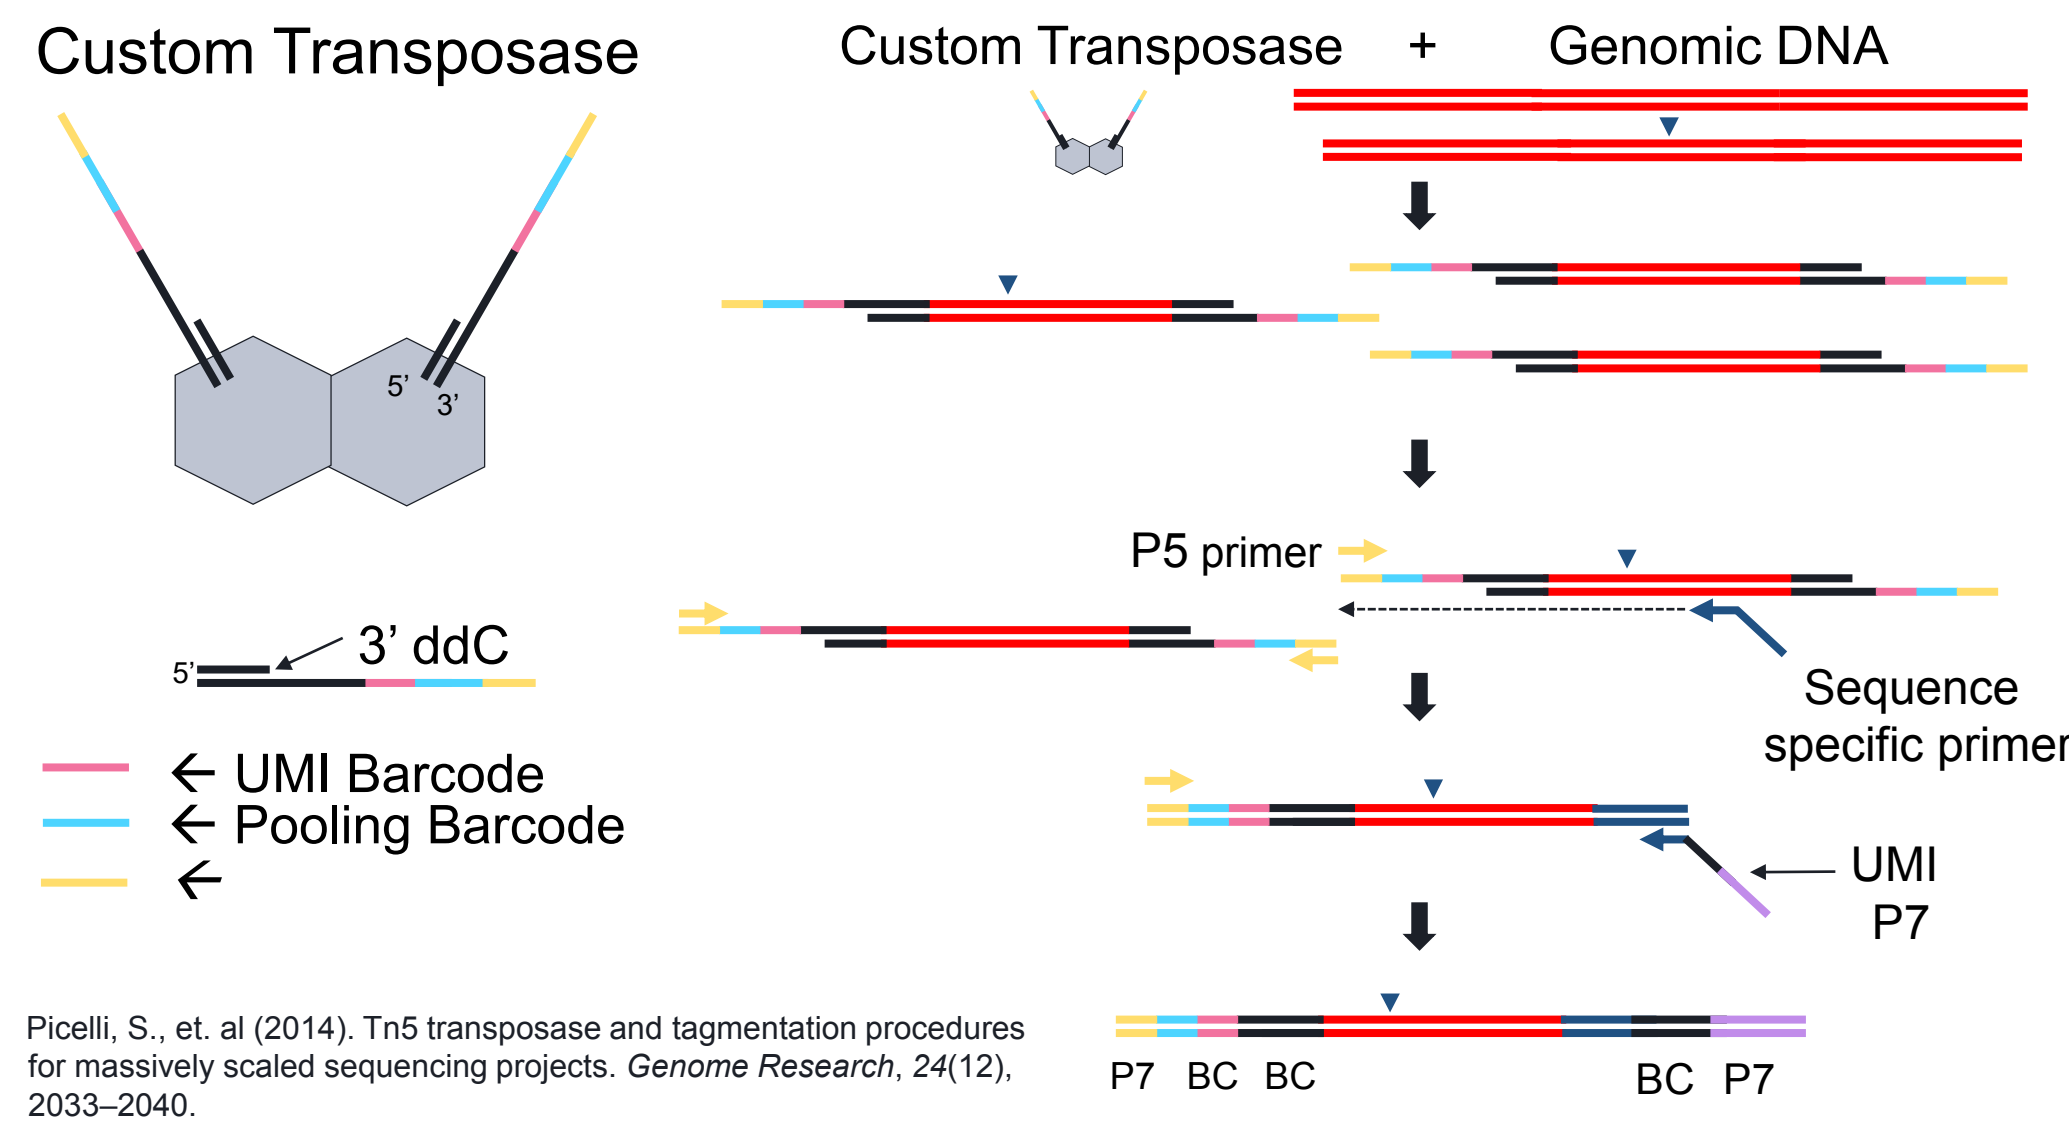 Custom Transposase
5’
3’
5’
3’ ddC
← UMI Barcode
← Pooling Barcode
←
Picelli, S., et. al (2014). Tn5 transposase and tagmentation procedures
for massively scaled sequencing projects. Genome Research, 24(12),
2033–2040.
Custom Transposase + Genomic DNA
P5 primer
Sequence
specific primer
UMI
P7
P7 BC BC BC P7